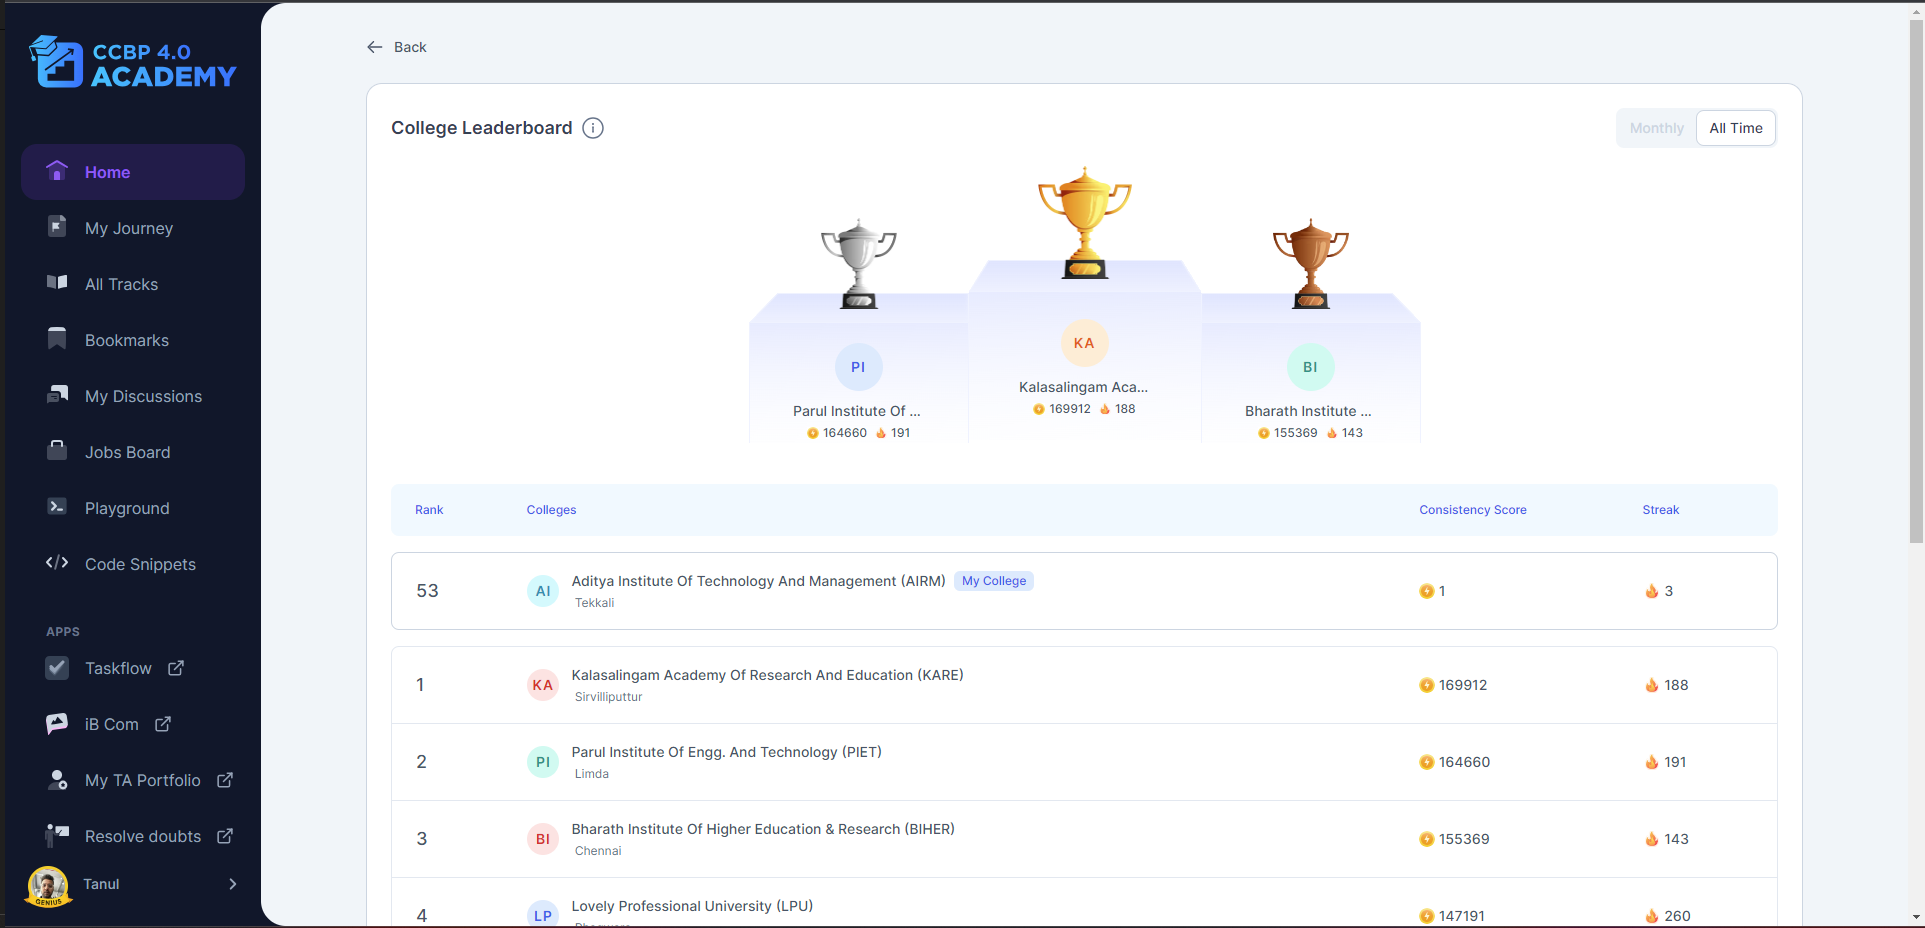 CCBP 4.0
ACADEMY
Home
My Journey
All Tracks
Bookmarks
My Discussions
Jobs Board
Playground
Code Snippets
APPS
Taskflow
iB Com
My TA Portfolio
Resolve doubts
GENIUS
Tanul
Back
College Leaderboard
Monthly
All Time
PI
Parul Institute Of ...
164660 191
KA
Kalasalingam Aca...
169912 188
BI
Bharath Institute ...
155369 143
Rank Colleges Consistency Score Streak
53 AI Aditya Institute Of Technology And Management (AIRM) My College 1 3
Tekkali
1 KA Kalasalingam Academy Of Research And Education (KARE) 169912 188
Sirvilliputtur
2 PI Parul Institute Of Engg. And Technology (PIET) 164660 191
Limda
3 BI Bharath Institute Of Higher Education & Research (BIHER) 155369 143
Chennai
4 LP Lovely Professional University (LPU) 147191 260